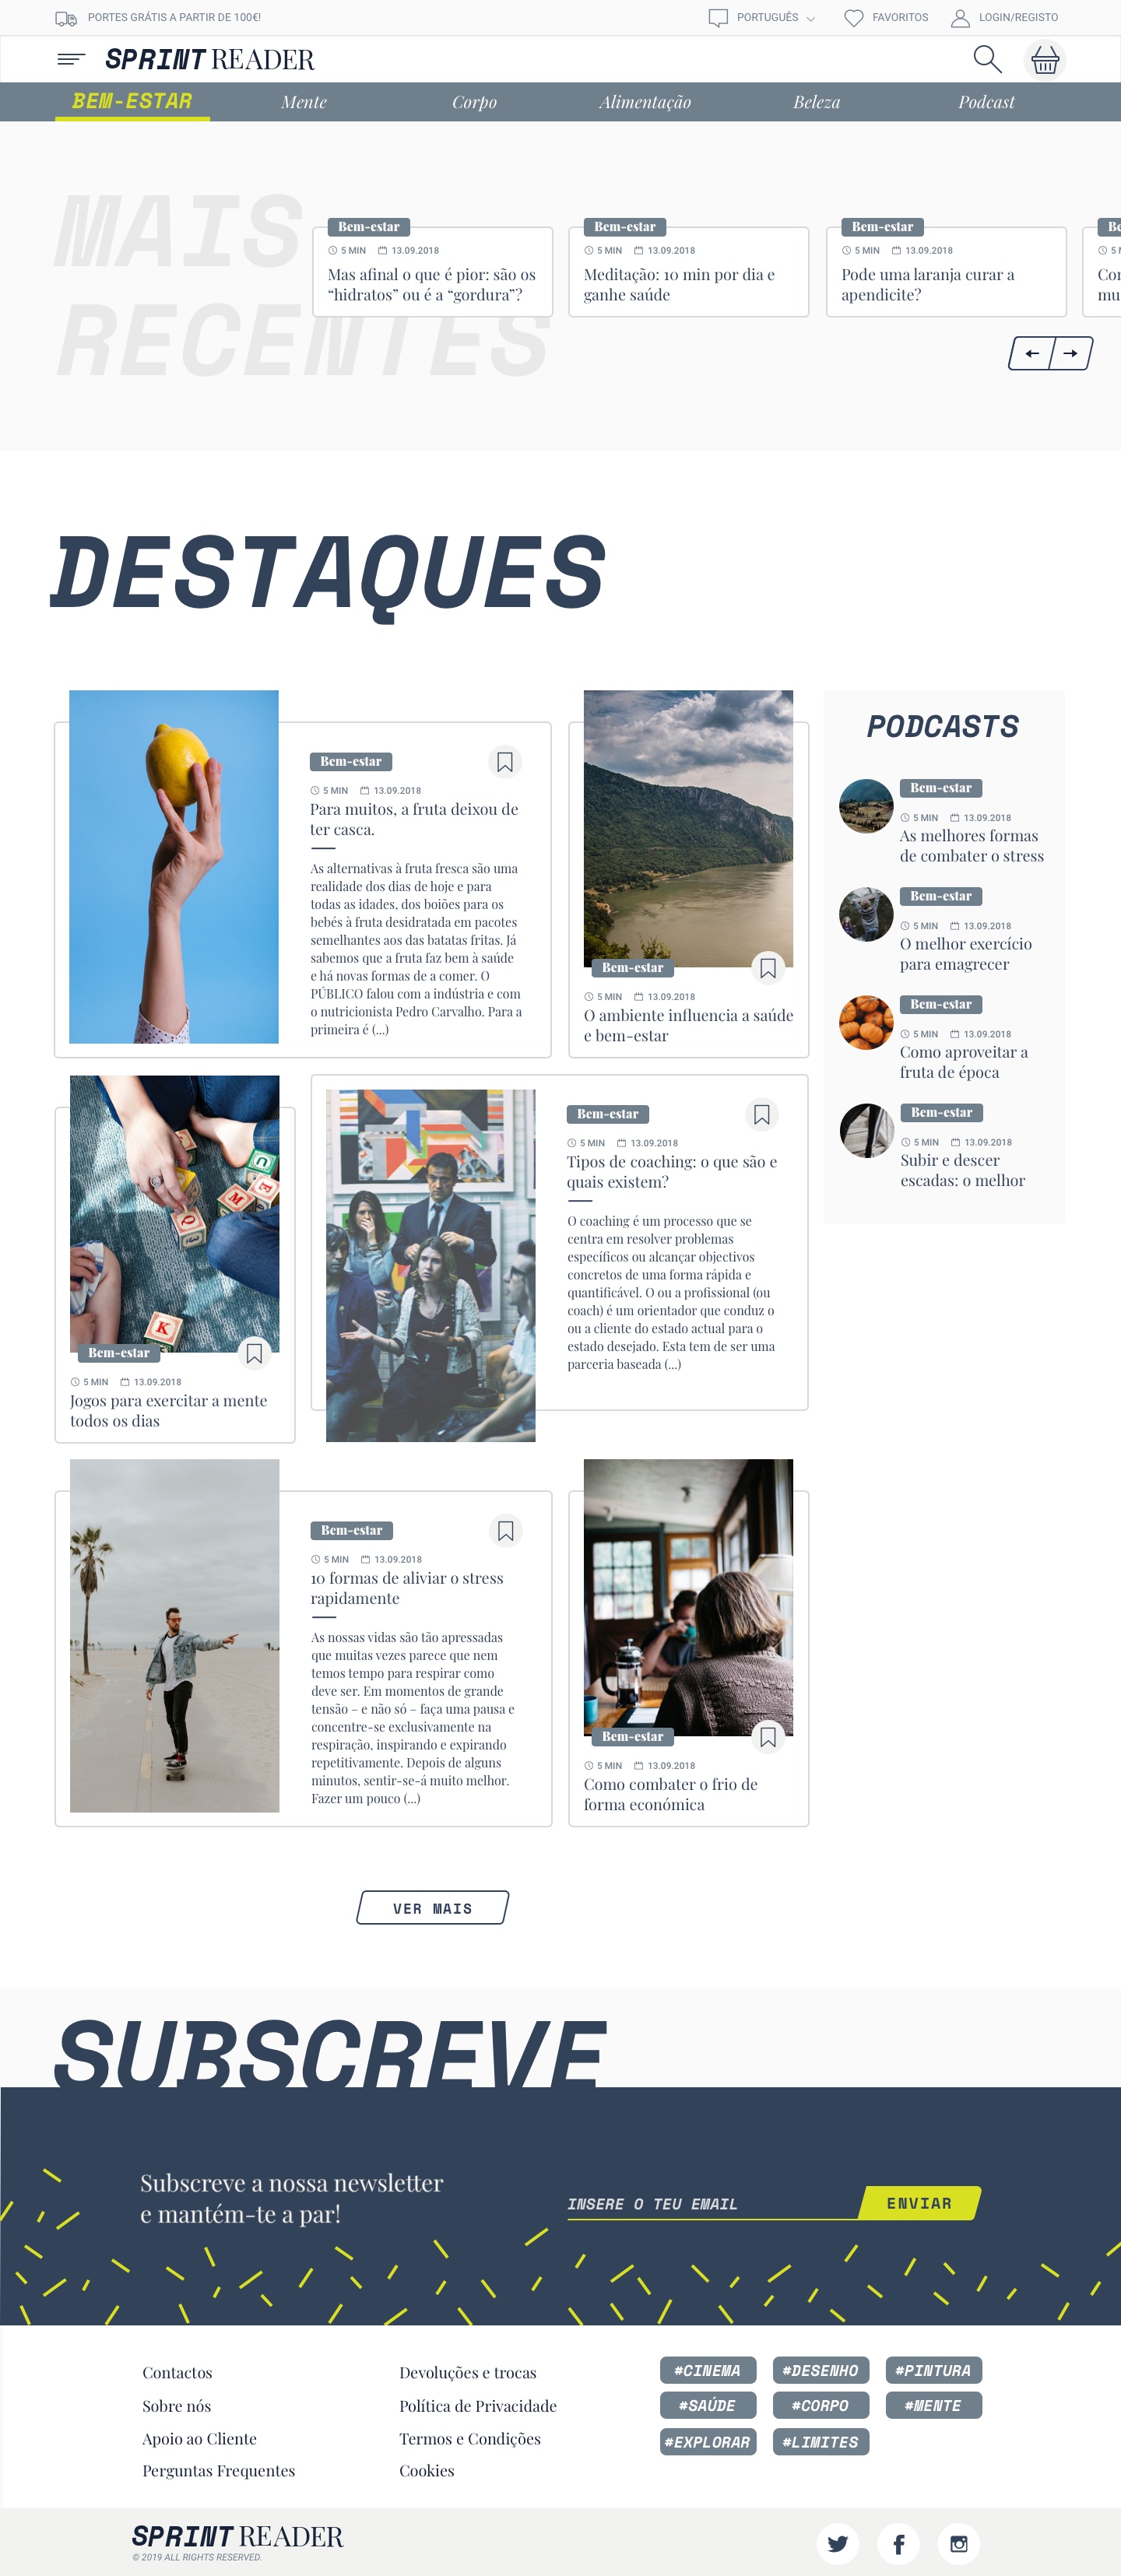 PORTES GRÁTIS A PARTIR DE 100€!
PORTUGUÊS
FAVORITOS
LOGIN/REGISTO
SPRINT READER
BEM-ESTAR
Mente
Corpo
Alimentação
Beleza
Podcast
MAIS
RECENTES
Bem-estar
5 MIN 13.09.2018
Mas afinal o que é pior: são os
“hidratos” ou é a “gordura”?
Bem-estar
5 MIN 13.09.2018
Meditação: 10 min por dia e
ganhe saúde
Bem-estar
5 MIN 13.09.2018
Pode uma laranja curar a
apendicite?
DESTAQUES
Bem-estar
5 MIN 13.09.2018
Para muitos, a fruta deixou de
ter casca.
As alternativas à fruta fresca são uma
realidade dos dias de hoje e para
todas as idades, dos boiões para os
bebés à fruta desidratada em pacotes
semelhantes aos das batatas fritas. Já
sabemos que a fruta faz bem à saúde
e há novas formas de a comer. O
PÚBLICO falou com a indústria e com
o nutricionista Pedro Carvalho. Para a
primeira é (...)
Bem-estar
5 MIN 13.09.2018
O ambiente influencia a saúde
e bem-estar
PODCASTS
Bem-estar
5 MIN 13.09.2018
As melhores formas
de combater o stress
Bem-estar
5 MIN 13.09.2018
O melhor exercício
para emagrecer
Bem-estar
5 MIN 13.09.2018
Como aproveitar a
fruta de época
Bem-estar
5 MIN 13.09.2018
Subir e descer
escadas: o melhor
Bem-estar
5 MIN 13.09.2018
Jogos para exercitar a mente
todos os dias
Bem-estar
5 MIN 13.09.2018
Tipos de coaching: o que são e
quais existem?
O coaching é um processo que se
centra em resolver problemas
específicos ou alcançar objectivos
concretos de uma forma rápida e
quantificável. O ou a profissional (ou
coach) é um orientador que conduz o
ou a cliente do estado actual para o
estado desejado. Esta tem de ser uma
parceria baseada (...)
Bem-estar
5 MIN 13.09.2018
10 formas de aliviar o stress
rapidamente
As nossas vidas são tão apressadas
que muitas vezes parece que nem
temos tempo para respirar como
deve ser. Em momentos de grande
tensão – e não só – faça uma pausa e
concentre-se exclusivamente na
respiração, inspirando e expirando
repetitivamente. Depois de alguns
minutos, sentir-se-á muito melhor.
Fazer um pouco (...)
Bem-estar
5 MIN 13.09.2018
Como combater o frio de
forma económica
VER MAIS
SUBSCREVE
Subscreve a nossa newsletter
e mantém-te a par!
INSERE O TEU EMAIL
ENVIAR
Contactos
Sobre nós
Apoio ao Cliente
Perguntas Frequentes
Devoluções e trocas
Política de Privacidade
Termos e Condições
Cookies
#CINEMA
#DESENHO
#PINTURA
#SAÚDE
#CORPO
#MENTE
#EXPLORAR
#LIMITES
SPRINT READER
© 2019 ALL RIGHTS RESERVED.